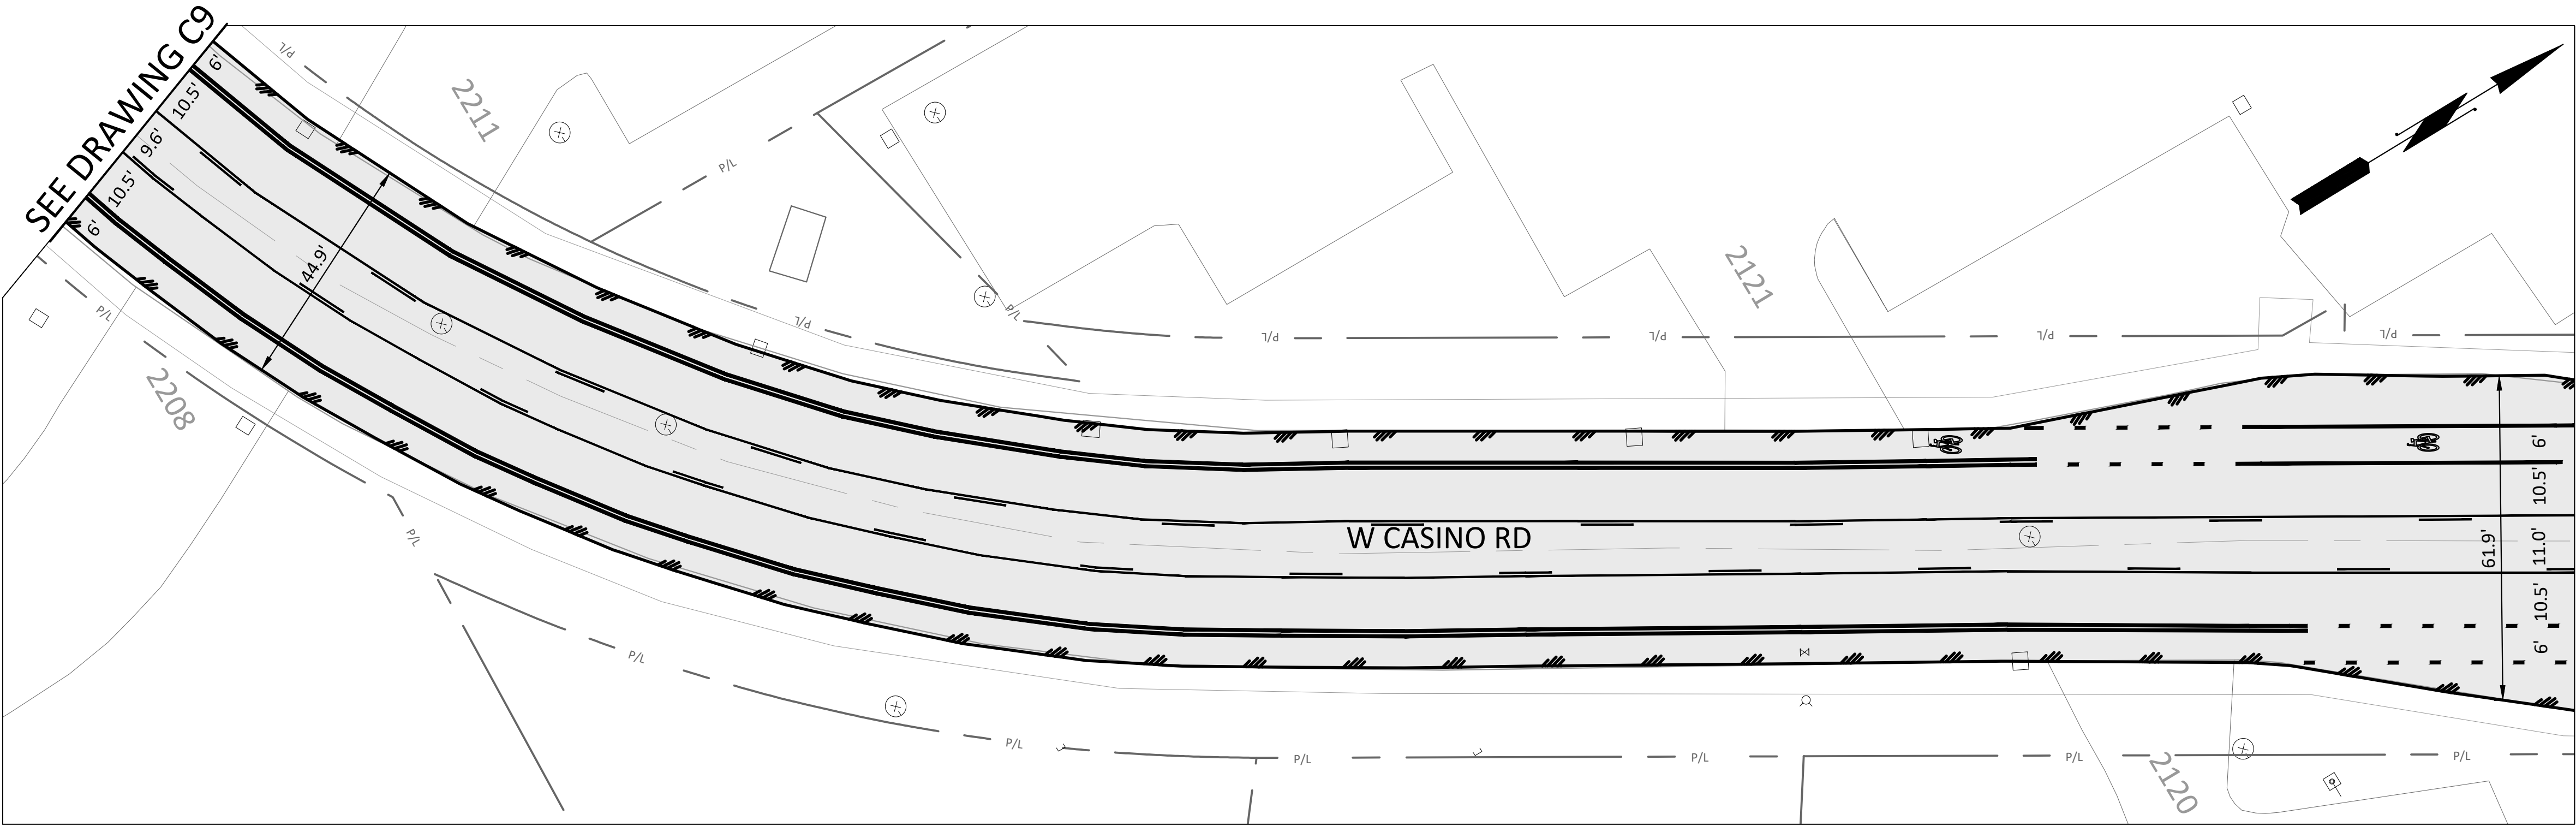 SEE DRAWING C9
6'
10.5'
9.6'
10.5'
6'
44.9'
P/L
2211
P/L
P/L
P/L
P/L
2208
P/L
P/L
P/L
2121
P/L
P/L
P/L
P/L
W CASINO RD
61.9'
6'
10.5'
11.0'
10.5'
6'
P/L
P/L
P/L
P/L
P/L
2120